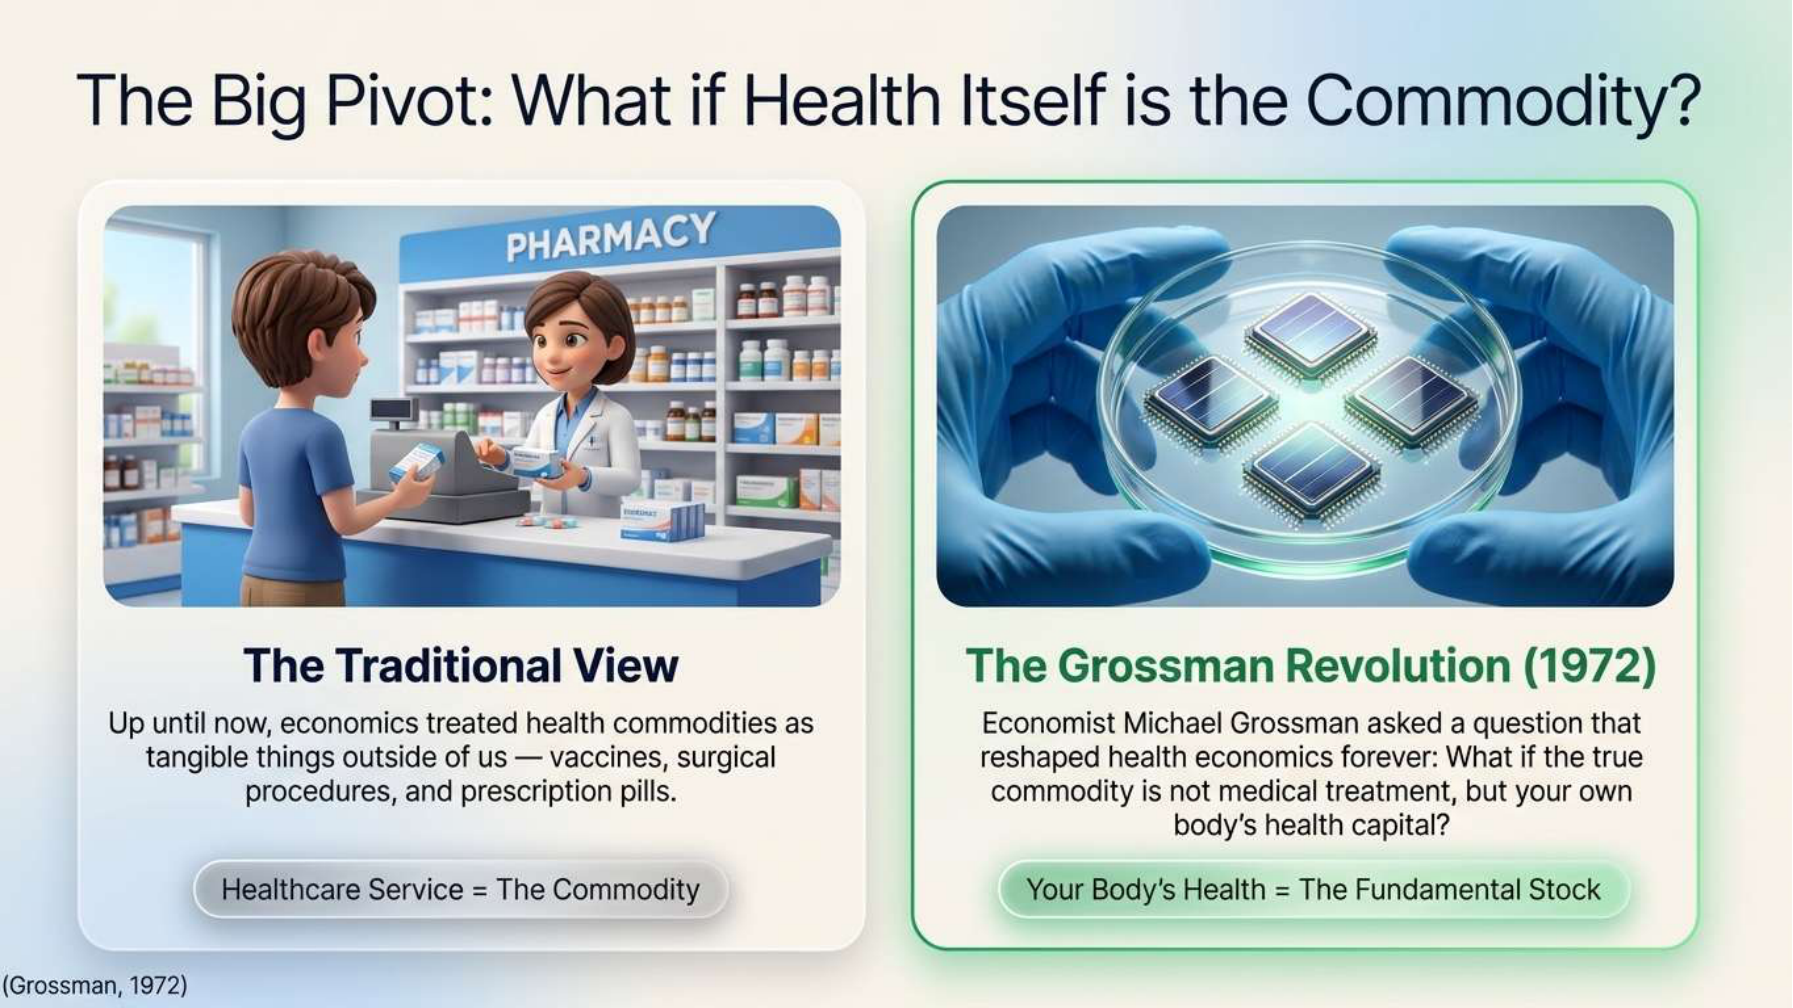 The Big Pivot: What if Health Itself is the Commodity?
PHARMACY
The Traditional View
Up until now, economics treated health commodities as
tangible things outside of us — vaccines, surgical
procedures, and prescription pills.
Healthcare Service = The Commodity
The Grossman Revolution (1972)
Economist Michael Grossman asked a question that
reshaped health economics forever: What if the true
commodity is not medical treatment, but your own
body’s health capital?
Your Body’s Health = The Fundamental Stock
(Grossman, 1972)